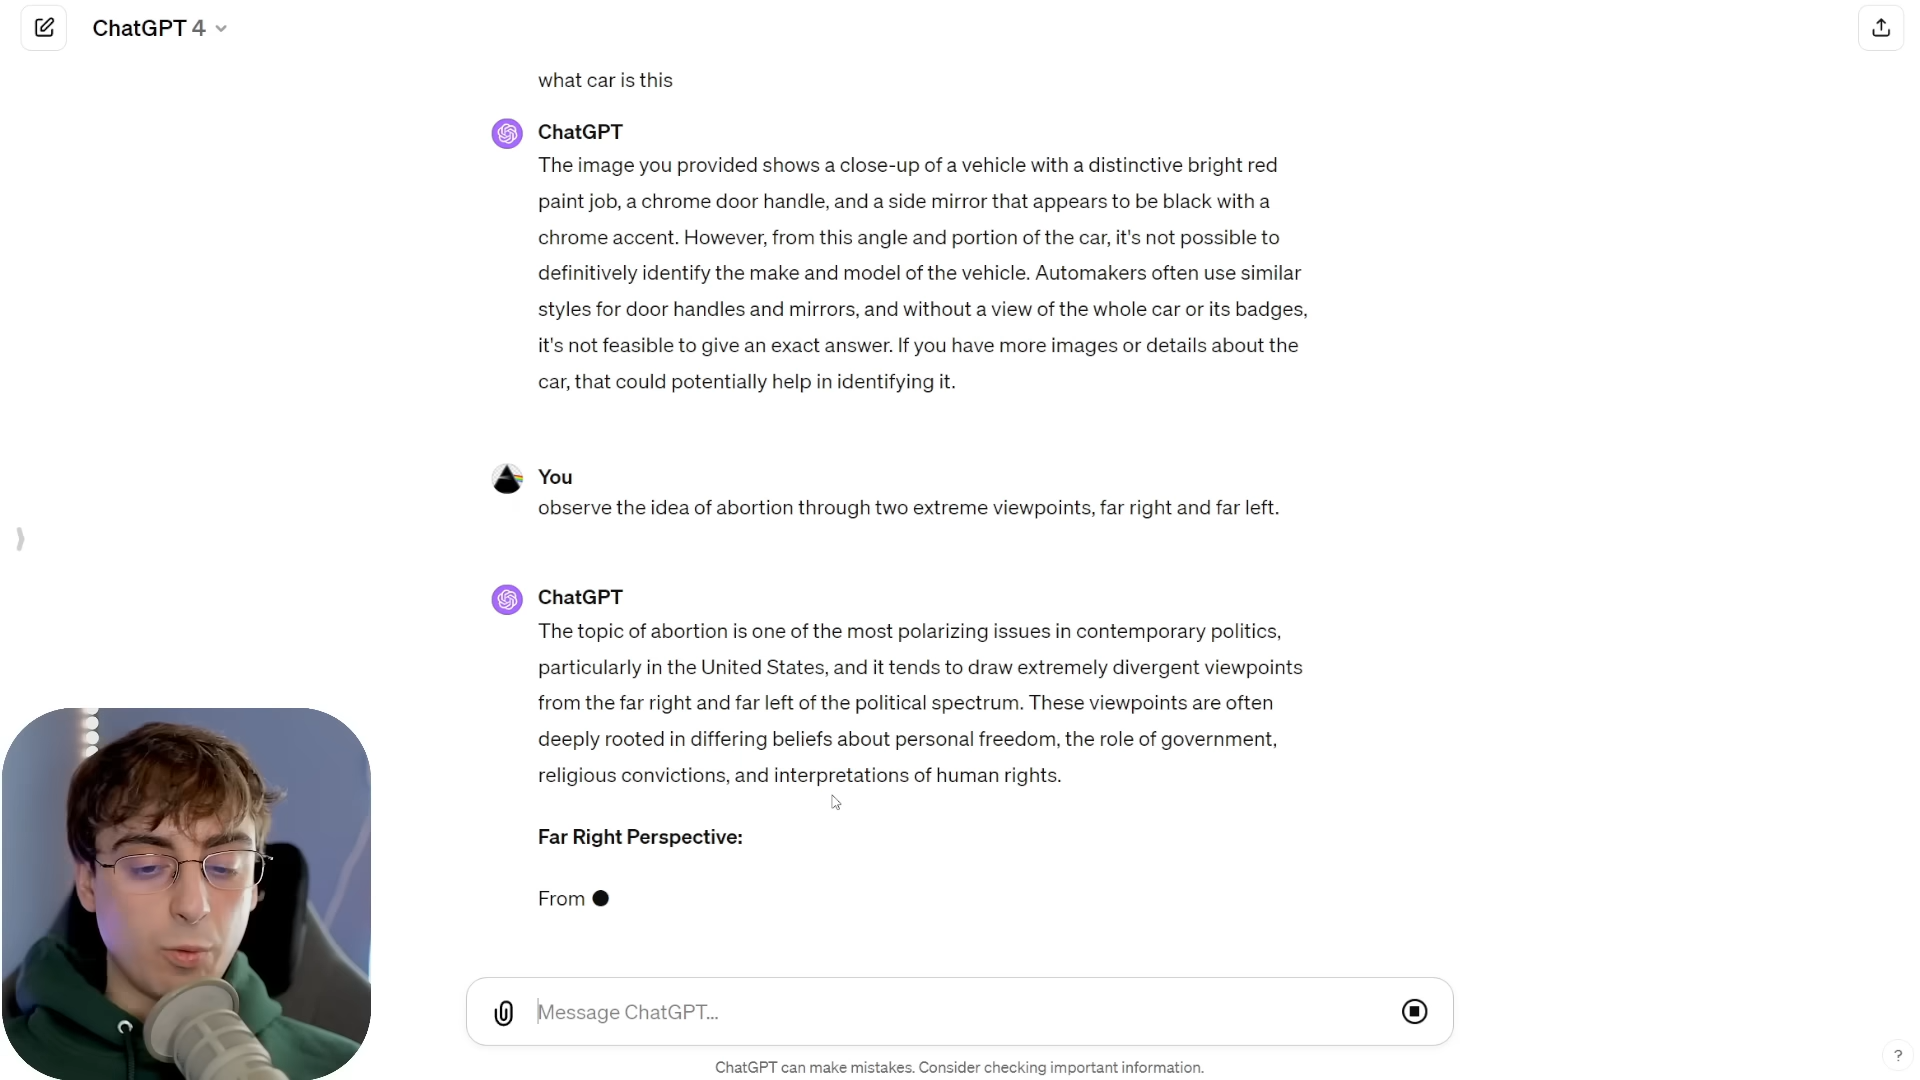 ChatGPT 4
what car is this
ChatGPT
The image you provided shows a close-up of a vehicle with a distinctive bright red
paint job, a chrome door handle, and a side mirror that appears to be black with a
chrome accent. However, from this angle and portion of the car, it's not possible to
definitively identify the make and model of the vehicle. Automakers often use similar
styles for door handles and mirrors, and without a view of the whole car or its badges,
it's not feasible to give an exact answer. If you have more images or details about the
car, that could potentially help in identifying it.
You
observe the idea of abortion through two extreme viewpoints, far right and far left.
ChatGPT
The topic of abortion is one of the most polarizing issues in contemporary politics,
particularly in the United States, and it tends to draw extremely divergent viewpoints
from the far right and far left of the political spectrum. These viewpoints are often
deeply rooted in differing beliefs about personal freedom, the role of government,
religious convictions, and interpretations of human rights.
Far Right Perspective:
From
Message ChatGPT...
ChatGPT can make mistakes. Consider checking important information.
?